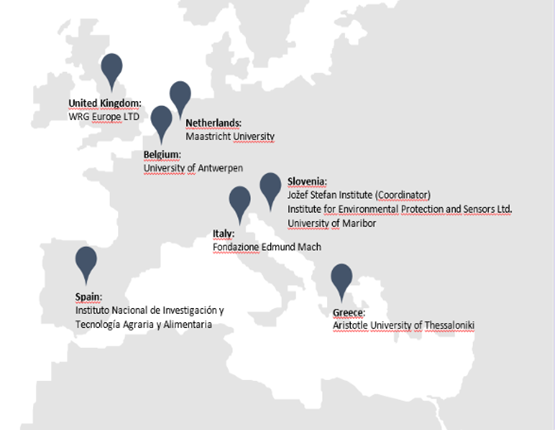 United Kingdom:
WRG Europe LTD
Netherlands:
Maastricht University
Belgium:
University of Antwerpen
Slovenia:
Jožef Stefan Institute (Coordinator)
Institute for Environmental Protection and Sensors Ltd.
University of Maribor
Italy:
Fondazione Edmund Mach
Spain:
Instituto Nacional de Investigación y
Tecnología Agraria y Alimentaria
Greece:
Aristotle University of Thessaloniki